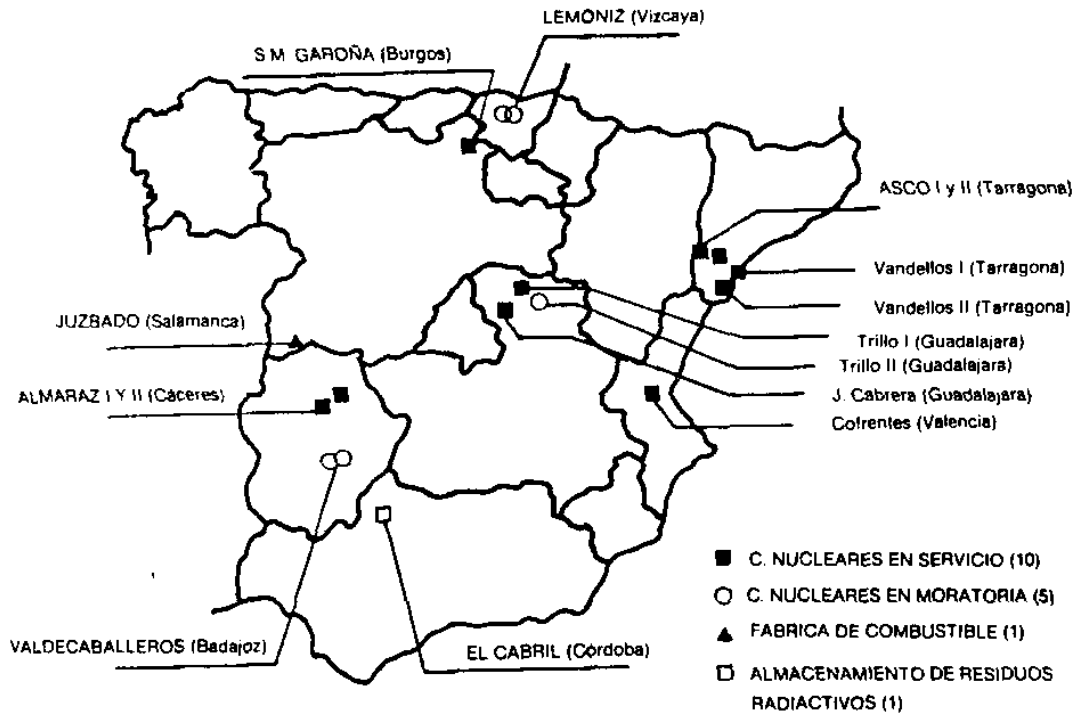 LEMONIZ (Vizcaya)
S.M. GAROÑA (Burgos)
ASCO I y II (Tarragona)
Vandellos I (Tarragona)
Vandellos II (Tarragona)
Trillo I (Guadalajara)
Trillo II (Guadalajara)
J. Cabrera (Guadalajara)
Cofrentes (Valencia)
JUZBADO (Salamanca)
ALMARAZ I Y II (Cáceres)
VALDECABALLEROS (Badajoz)
EL CABRIL (Córdoba)
C. NUCLEARES EN SERVICIO (10)
C. NUCLEARES EN MORATORIA (5)
FABRICA DE COMBUSTIBLE (1)
ALMACENAMIENTO DE RESIDUOS
RADIACTIVOS (1)